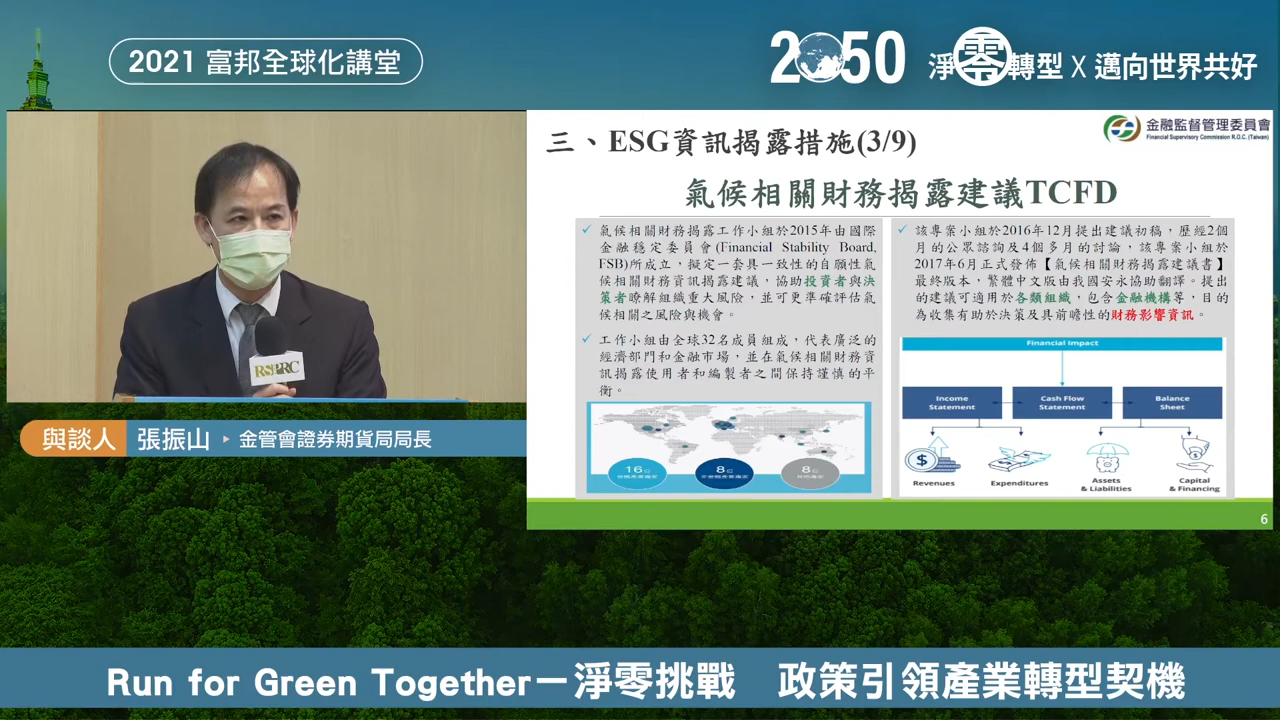 2021 富邦全球化講堂
2050 淨零轉型 X 邁向世界共好
三、ESG資訊揭露措施(3/9)
金融監督管理委員會
Financial Supervisory Commission R.O.C. (Taiwan)
氣候相關財務揭露建議TCFD
✓ 氣候相關財務揭露工作小組於2015年由國際
金融穩定委員會(Financial Stability Board,
FSB)所成立，擬定一套具一致性的自願性氣
候相關財務資訊揭露建議，協助投資者與決
策者瞭解組織重大風險，並可更準確評估氣
候相關之風險與機會。
✓ 工作小組由全球32名成員組成，代表廣泛的
經濟部門和金融市場，並在氣候相關財務資
訊揭露使用者和編製者之間保持謹慎的平
衡。
16位
8位
8位
✓ 該專案小組於2016年12月提出建議初稿，歷經2個
月的公眾諮詢及4個多月的討論，該專案小組於
2017年6月正式發佈【氣候相關財務揭露建議書】
最終版本，繁體中文版由我國安永協助翻譯。提出
的建議可適用於各類組織，包含金融機構等，目的
為收集有助於決策及具前瞻性的財務影響資訊。
Financial Impact
Income
Statement
Cash Flow
Statement
Balance
Sheet
Revenues
Expenditures
Assets
& Liabilities
Capital
& Financing
6
RSPRC
與談人 張振山 ▸ 金管會證券期貨局局長
Run for Green Together－淨零挑戰 政策引領產業轉型契機